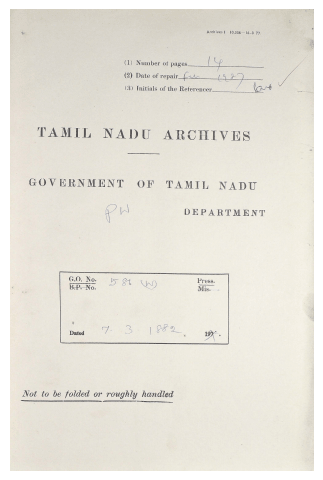 (1) Number of pages 14
(2) Date of repair 1987
(3) Initials of the Referencer
TAMIL NADU ARCHIVES
GOVERNMENT OF TAMIL NADU
PW
DEPARTMENT
G.O. No. (W) Press.
B.P. No. Mis.
Dated 7.3.1882.
Not to be folded or roughly handled